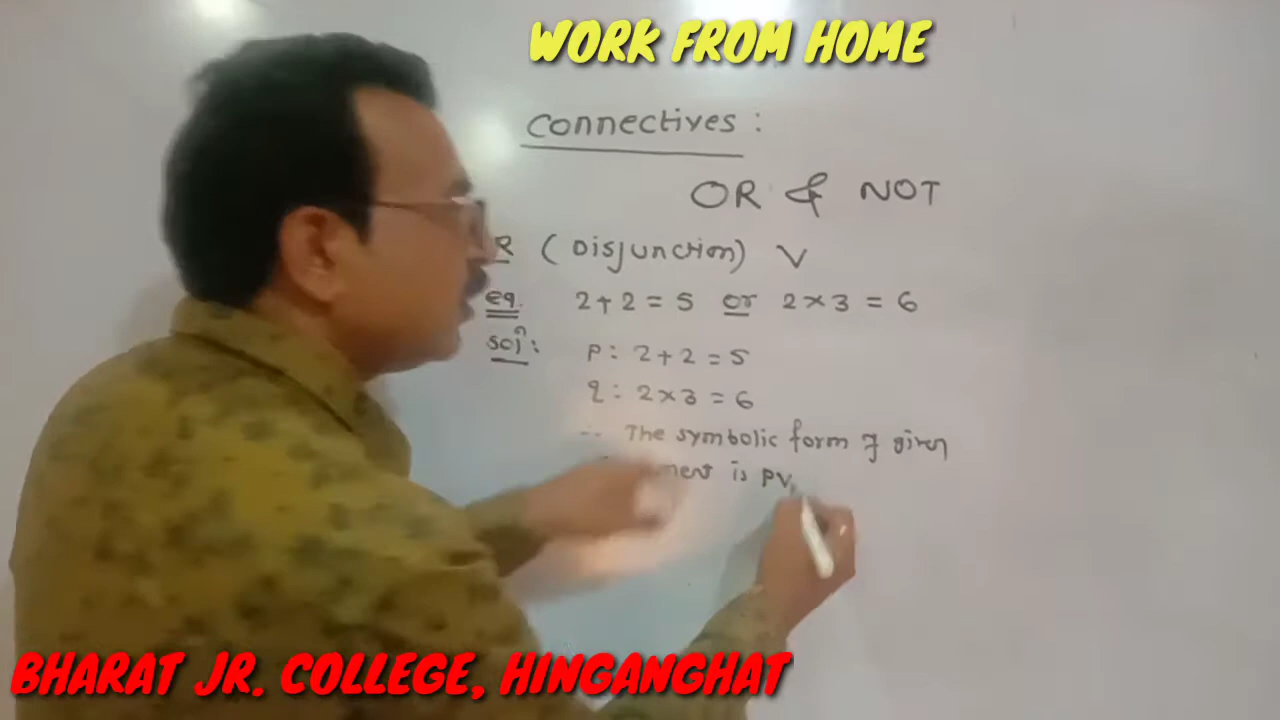 WORK FROM HOME
Connectives :
OR & NOT
(Disjunction) V
eg. 2+2 = 5 or 2×3 = 6
Solⁿ: p : 2+2 = 5
q : 2×3 = 6
∴ The symbolic form of given
is pv
BHARAT JR. COLLEGE, HINGANGHAT